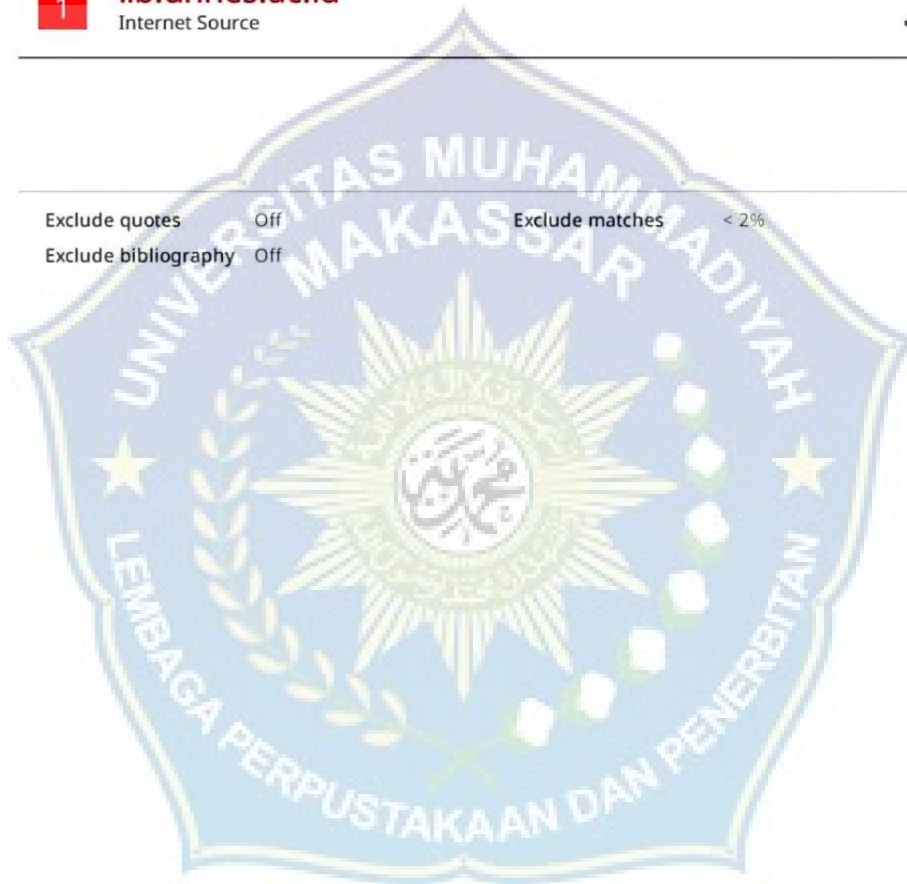 1
Internet Source
Exclude quotes Off Exclude matches < 2%
Exclude bibliography Off
UNIVERSITAS MUHAMMADIYAH
MAKASSAR
LEMBAGA PERPUSTAKAAN DAN PENERBITAN